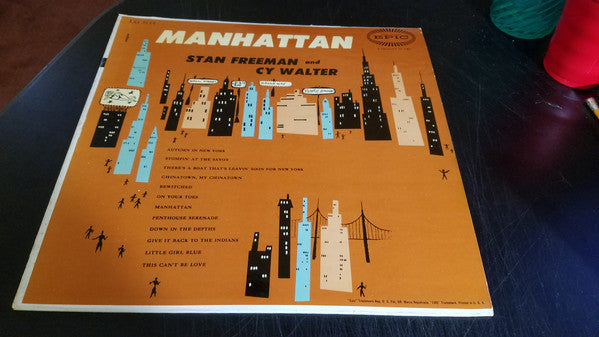 MANHATTAN
EPIC
STAN FREEMAN and
CY WALTER
AUTUMN IN NEW YORK
STOMPIN' AT THE SAVOY
THERE'S A BOAT THAT'S LEAVIN' SOON FOR NEW YORK
CHINATOWN, MY CHINATOWN
BEWITCHED
ON YOUR TOES
MANHATTAN
PENTHOUSE SERENADE
DOWN IN THE DEPTHS
GIVE IT BACK TO THE INDIANS
LITTLE GIRL BLUE
THIS CAN'T BE LOVE